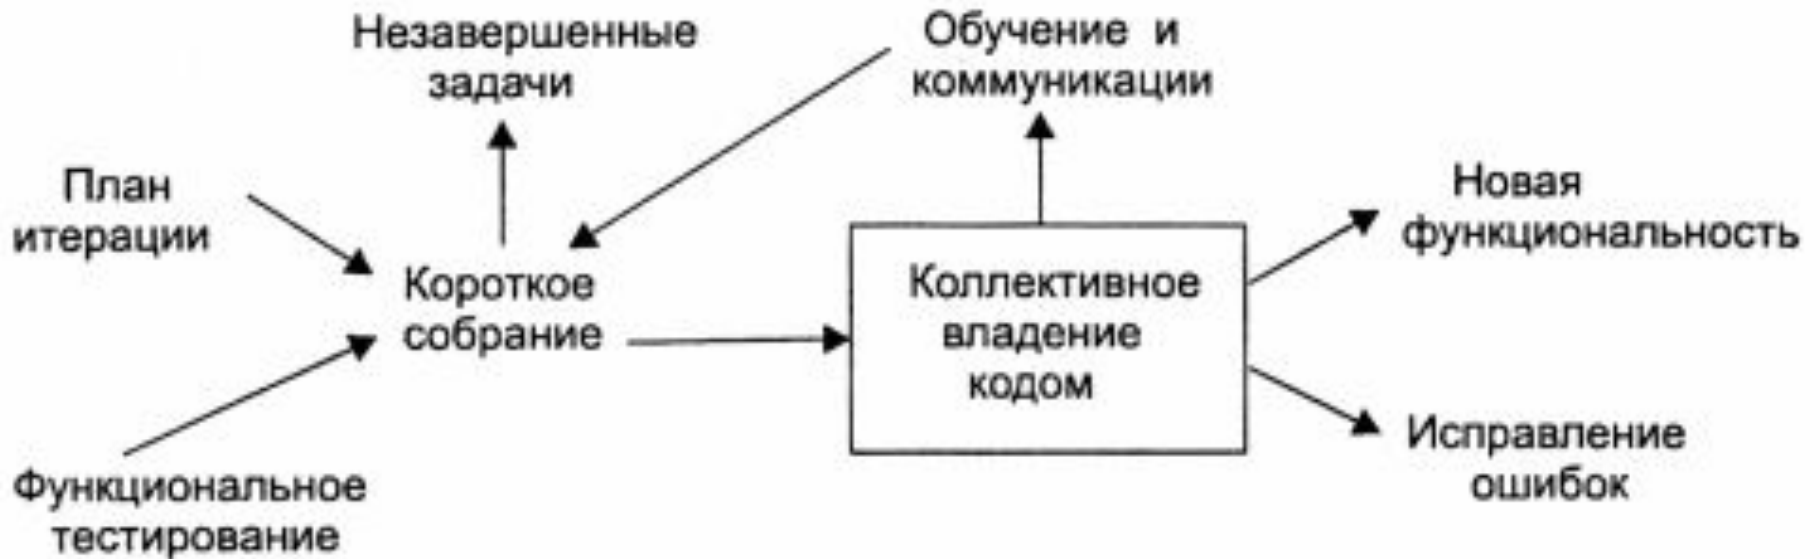 Незавершенные
задачи
Обучение и
коммуникации
План
итерации
Новая
функциональность
Короткое
собрание
Коллективное
владение
кодом
Функциональное
тестирование
Исправление
ошибок